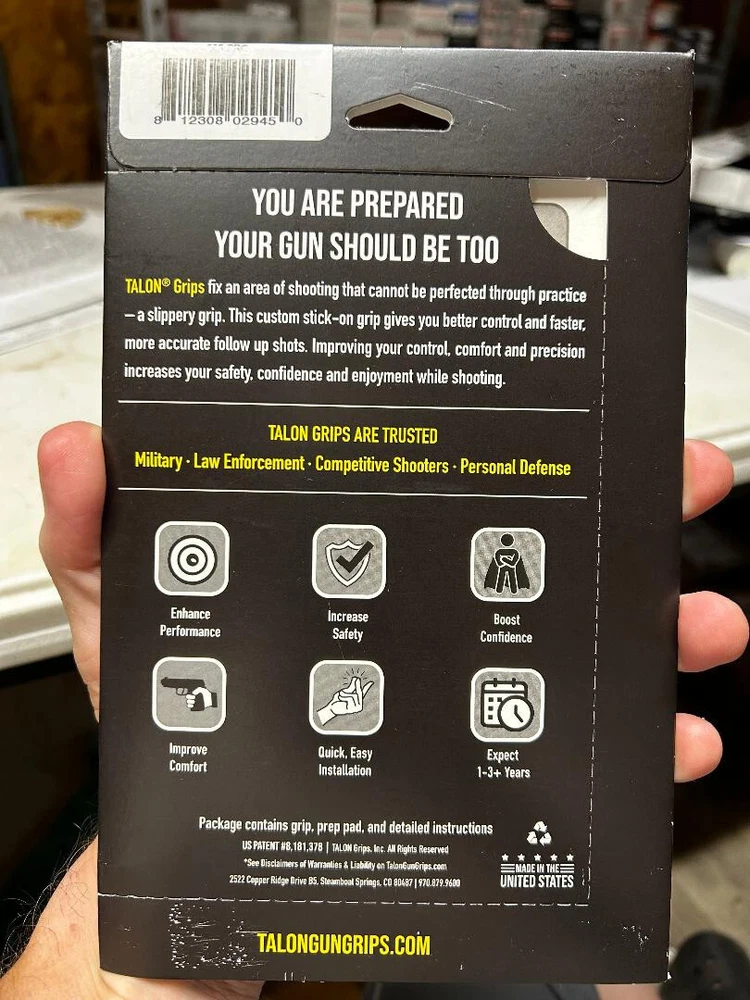 8 12308 02945 0
YOU ARE PREPARED
YOUR GUN SHOULD BE TOO
TALON® Grips fix an area of shooting that cannot be perfected through practice
– a slippery grip. This custom stick-on grip gives you better control and faster,
more accurate follow up shots. Improving your control, comfort and precision
increases your safety, confidence and enjoyment while shooting.
TALON GRIPS ARE TRUSTED
Military · Law Enforcement · Competitive Shooters · Personal Defense
Enhance
Performance
Increase
Safety
Boost
Confidence
Improve
Comfort
Quick, Easy
Installation
Expect
1-3+ Years
Package contains grip, prep pad, and detailed instructions
US PATENT #8,181,378 | TALON Grips, Inc. All Rights Reserved
*See Disclaimers of Warranties & Liability on TalonGunGrips.com
2522 Copper Ridge Drive B5, Steamboat Springs, CO 80487 | 970.879.9600
MADE IN THE
UNITED STATES
TALONGUNGRIPS.COM